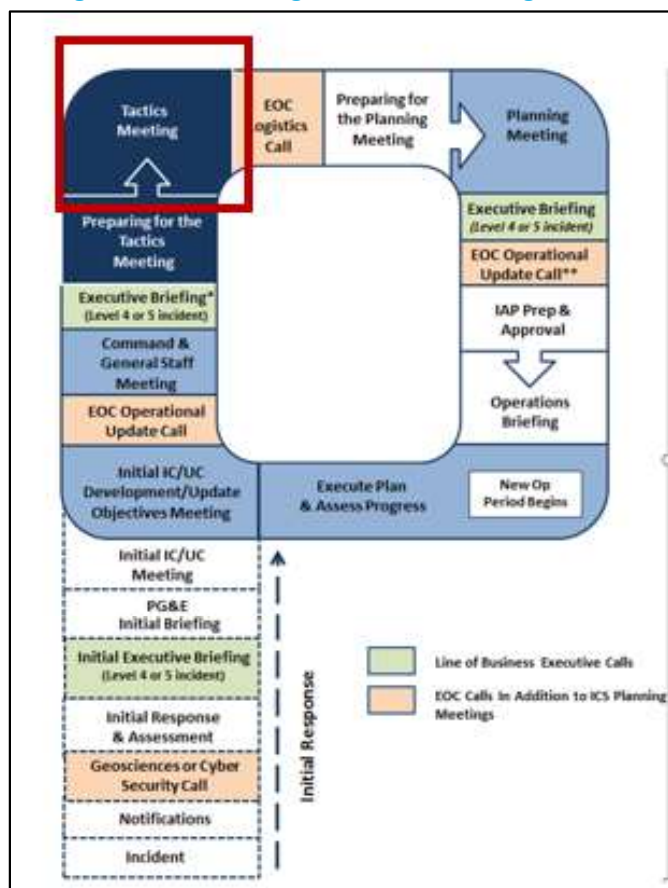 Tactics
Meeting
EOC
Logistics
Call
Preparing for
the Planning
Meeting
Planning
Meeting
Preparing for the
Tactics
Meeting
Executive Briefing*
(Level 4 or 5 incident)
Command &
General Staff
Meeting
EOC Operational
Update Call
Initial IC/UC
Development/Update
Objectives Meeting
Executive Briefing
(Level 4 or 5 incident)
EOC Operational
Update Call**
IAP Prep &
Approval
Operations
Briefing
Execute Plan
& Assess Progress
New Op
Period Begins
Initial IC/UC
Meeting
PG&E
Initial Briefing
Initial Executive Briefing
(Level 4 or 5 incident)
Initial Response
& Assessment
Geosciences or Cyber
Security Call
Notifications
Incident
Initial Response
Line of Business Executive Calls
EOC Calls In Addition to ICS Planning
Meetings